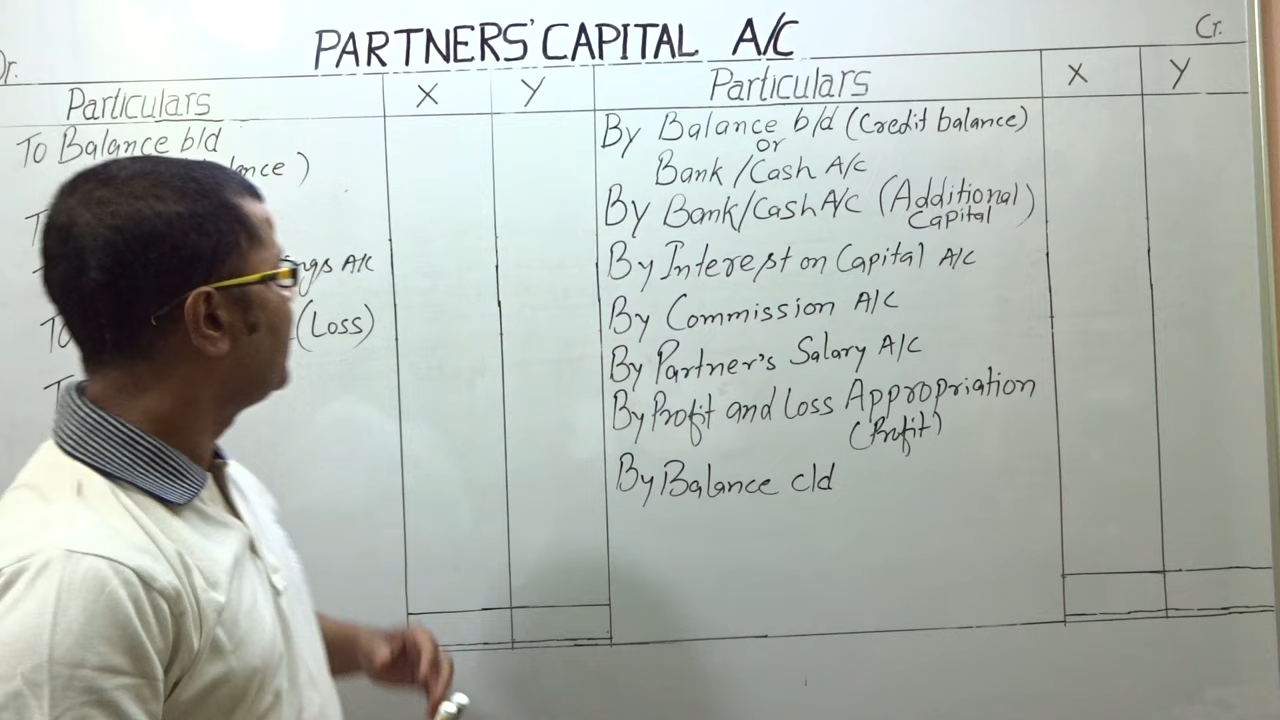 PARTNERS' CAPITAL A/C
Cr.
Particulars X Y Particulars X Y
To Balance b/d
)
A/C
(Loss)
By Balance b/d (Credit balance)
or
Bank/Cash A/C
By Bank/Cash A/C (Additional Capital)
By Interest on Capital A/C
By Commission A/C
By Partner's Salary A/C
By Profit and Loss Appropriation
(Profit)
By Balance c/d